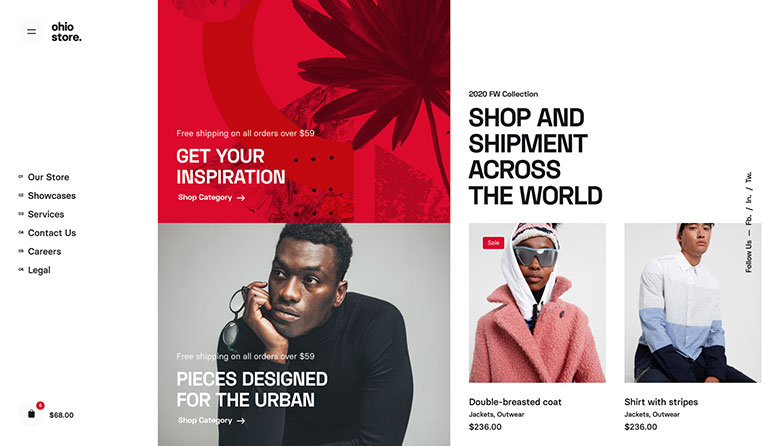 ohio
store.
01 Our Store
02 Showcases
03 Services
04 Contact Us
05 Careers
06 Legal
$68.00
Free shipping on all orders over $59
GET YOUR
INSPIRATION
Shop Category →
Free shipping on all orders over $59
PIECES DESIGNED
FOR THE URBAN
Shop Category →
2020 FW Collection
SHOP AND
SHIPMENT
ACROSS
THE WORLD
Sale
Double-breasted coat
Jackets, Outwear
$236.00
Shirt with stripes
Jackets, Outwear
$236.00
Follow Us — Fb. / In. / Tw.